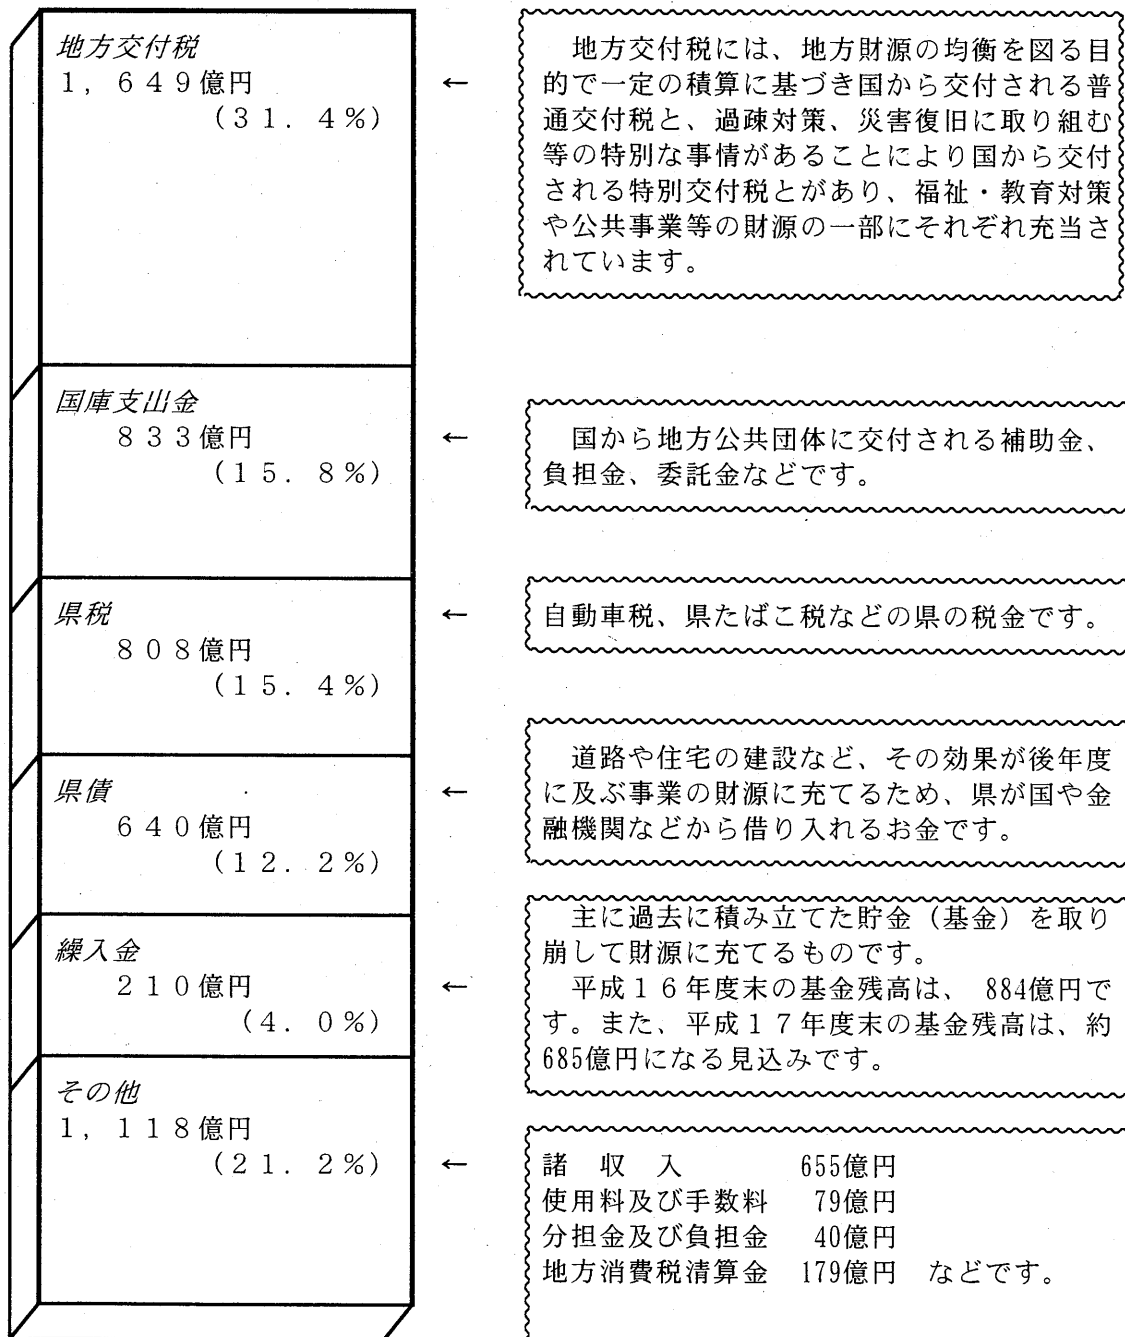 地方交付税
1，649億円
(31．4%)
←
地方交付税には、地方財源の均衡を図る目
的で一定の積算に基づき国から交付される普
通交付税と、過疎対策、災害復旧に取り組む
等の特別な事情があることにより国から交付
される特別交付税とがあり、福祉・教育対策
や公共事業等の財源の一部にそれぞれ充当さ
れています。
国庫支出金
833億円
(15．8%)
←
国から地方公共団体に交付される補助金、
負担金、委託金などです。
県税
808億円
(15．4%)
←
自動車税、県たばこ税などの県の税金です。
県債
640億円
(12．2%)
←
道路や住宅の建設など、その効果が後年度
に及ぶ事業の財源に充てるため、県が国や金
融機関などから借り入れるお金です。
繰入金
210億円
(4．0%)
←
主に過去に積み立てた貯金（基金）を取り
崩して財源に充てるものです。
平成16年度末の基金残高は、 884億円で
す。また、平成17年度末の基金残高は、約
685億円になる見込みです。
その他
1，118億円
(21．2%)
←
諸 収 入 655億円
使用料及び手数料 79億円
分担金及び負担金 40億円
地方消費税清算金 179億円 などです。